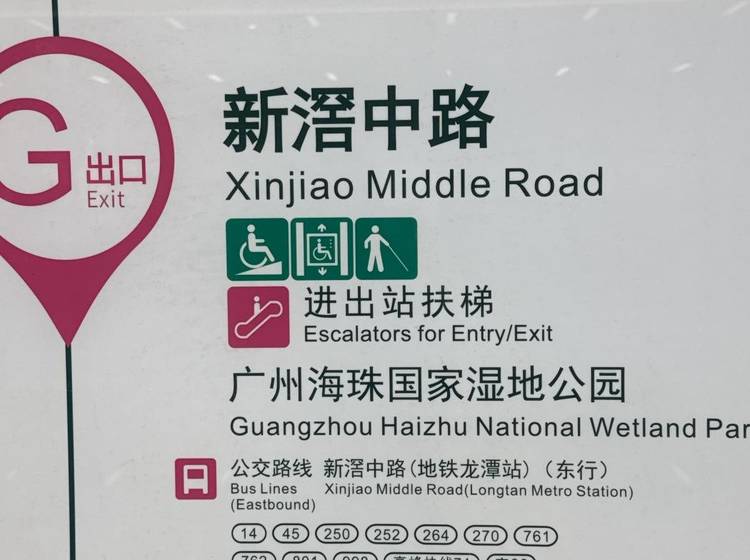 G 出口
Exit
新滘中路
Xinjiao Middle Road
进出站扶梯
Escalators for Entry/Exit
广州海珠国家湿地公园
Guangzhou Haizhu National Wetland Par
公交路线 新滘中路(地铁龙潭站)(东行)
Bus Lines Xinjiao Middle Road(Longtan Metro Station)
(Eastbound)
14 45 250 252 264 270 761